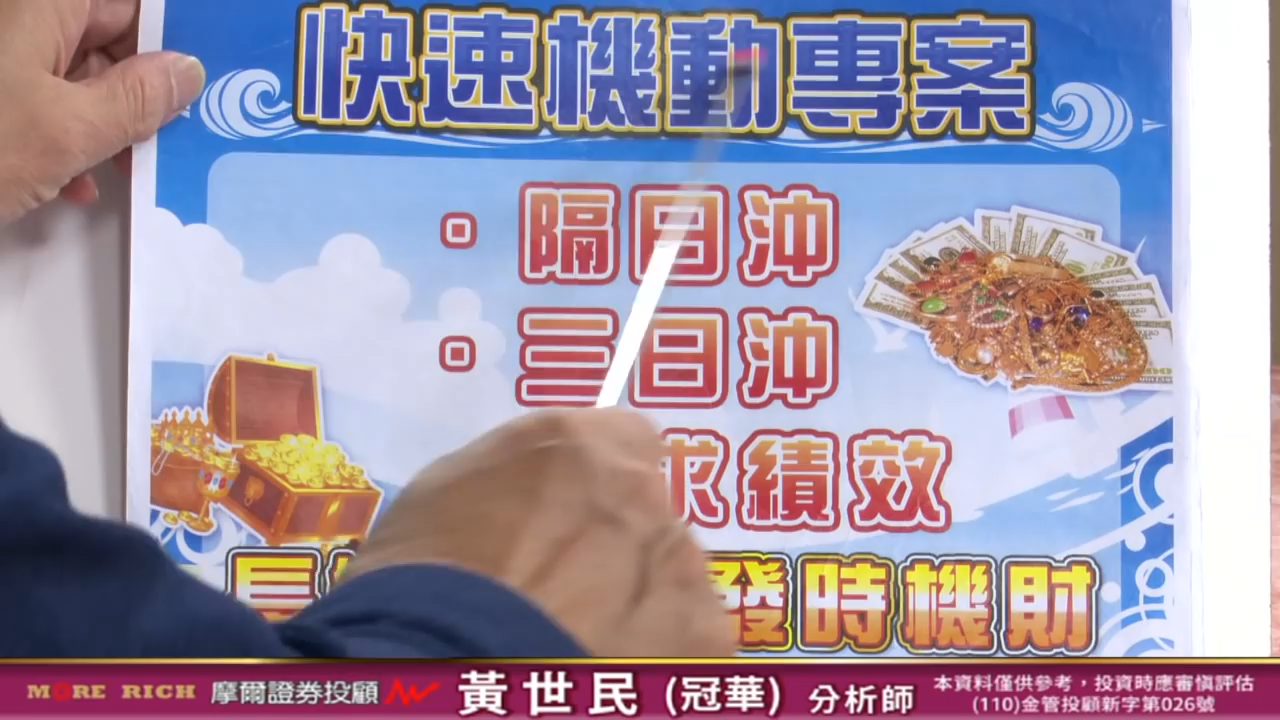 快速機動專案
隔日沖
三日沖
求績效
長 發時機財
MORE RICH 摩爾證券投顧 黃世民(冠華) 分析師
本資料僅供參考,投資時應審慎評估
(110)金管投顧新字第026號